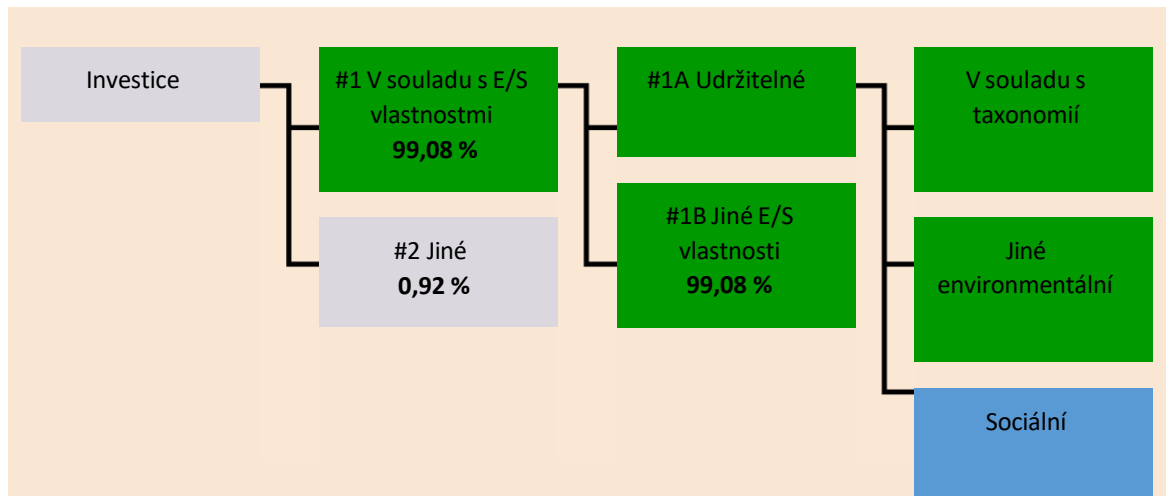 Investice
#1 V souladu s E/S
vlastnostmi
99,08 %
#2 Jiné
0,92 %
#1A Udržitelné
#1B Jiné E/S
vlastnosti
99,08 %
V souladu s
taxonomií
Jiné
environmentální
Sociální